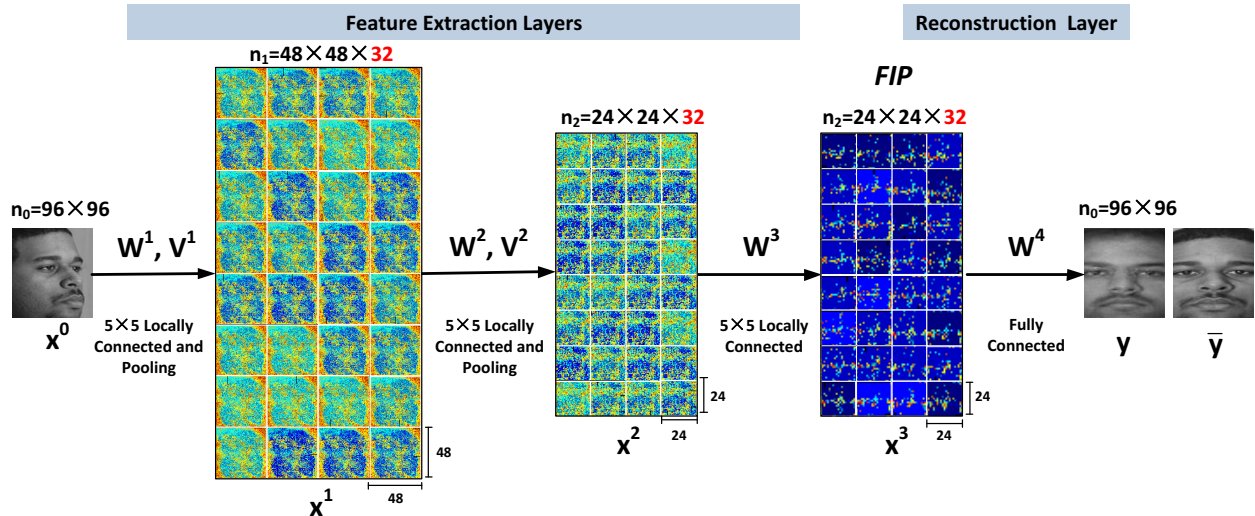 Feature Extraction Layers
Reconstruction Layer
n₁=48×48×32
FIP
n₂=24×24×32
n₂=24×24×32
n₀=96×96
n₀=96×96
W¹, V¹
W², V²
W³
W⁴
5×5 Locally
Connected and
Pooling
5×5 Locally
Connected and
Pooling
5×5 Locally
Connected
Fully
Connected
x⁰
y
y̅
24
24
24
24
x²
x³
48
48
x¹